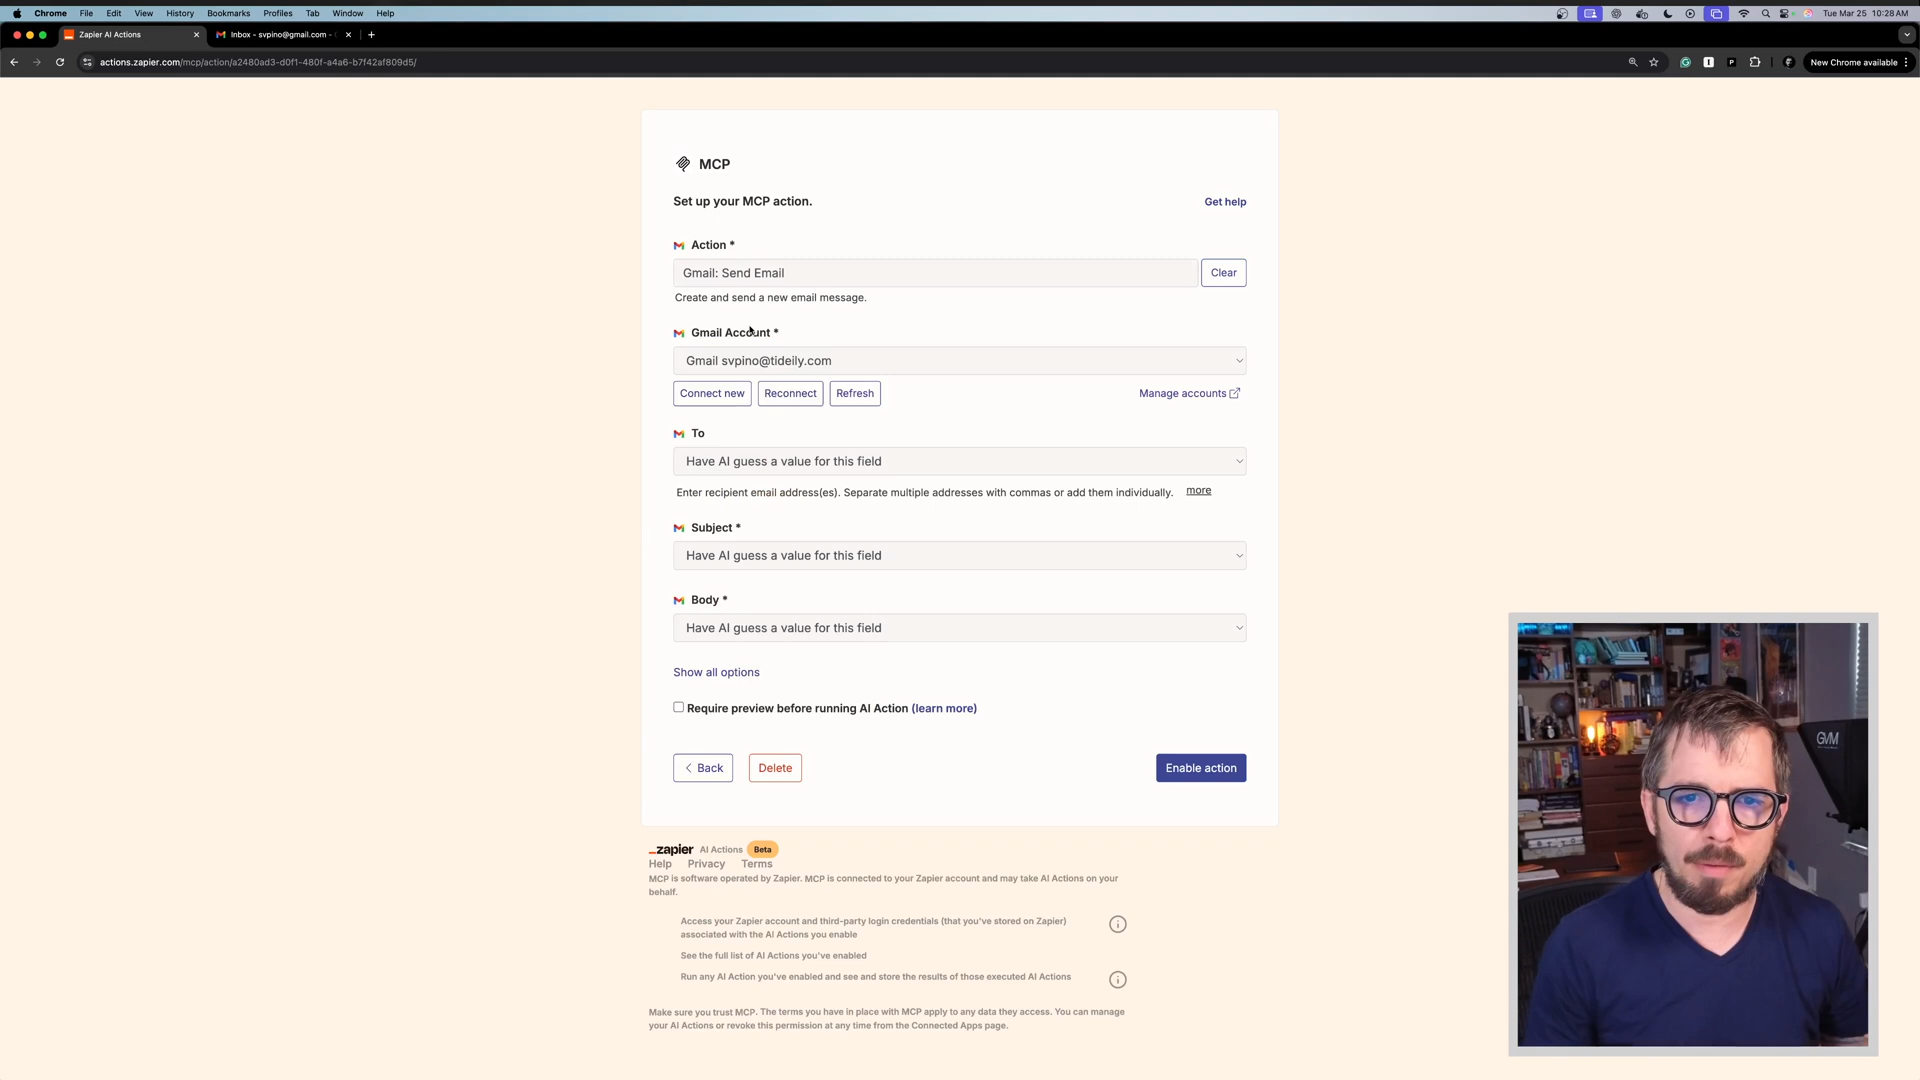 Chrome File Edit View History Bookmarks Profiles Tab Window Help Tue Mar 25 10:28 AM
Zapier AI Actions Inbox - svpino@gmail.com -
actions.zapier.com/mcp/action/a2480ad3-d0f1-480f-a4a6-b7f42af809d5/ New Chrome available
MCP
Set up your MCP action. Get help
Action *
Gmail: Send Email Clear
Create and send a new email message.
Gmail Account *
Gmail svpino@tideily.com
Connect new Reconnect Refresh Manage accounts
To
Have AI guess a value for this field
Enter recipient email address(es). Separate multiple addresses with commas or add them individually. more
Subject *
Have AI guess a value for this field
Body *
Have AI guess a value for this field
Show all options
Require preview before running AI Action (learn more)
Back Delete Enable action
zapier AI Actions Beta
Help Privacy Terms
MCP is software operated by Zapier. MCP is connected to your Zapier account and may take AI Actions on your
behalf.
Access your Zapier account and third-party login credentials (that you've stored on Zapier)
associated with the AI Actions you enable
See the full list of AI Actions you've enabled
Run any AI Action you've enabled and see and store the results of those executed AI Actions
Make sure you trust MCP. The terms you have in place with MCP apply to any data they access. You can manage
your AI Actions or revoke this permission at any time from the Connected Apps page.
GVM